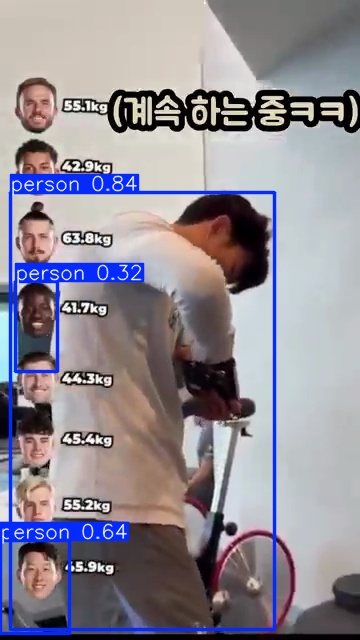 55.1kg
(계속 하는 중ㅋㅋ)
42.9kg
person 0.84
63.8kg
person 0.32
41.7kg
44.3kg
45.4kg
55.2kg
person 0.64
45.9kg